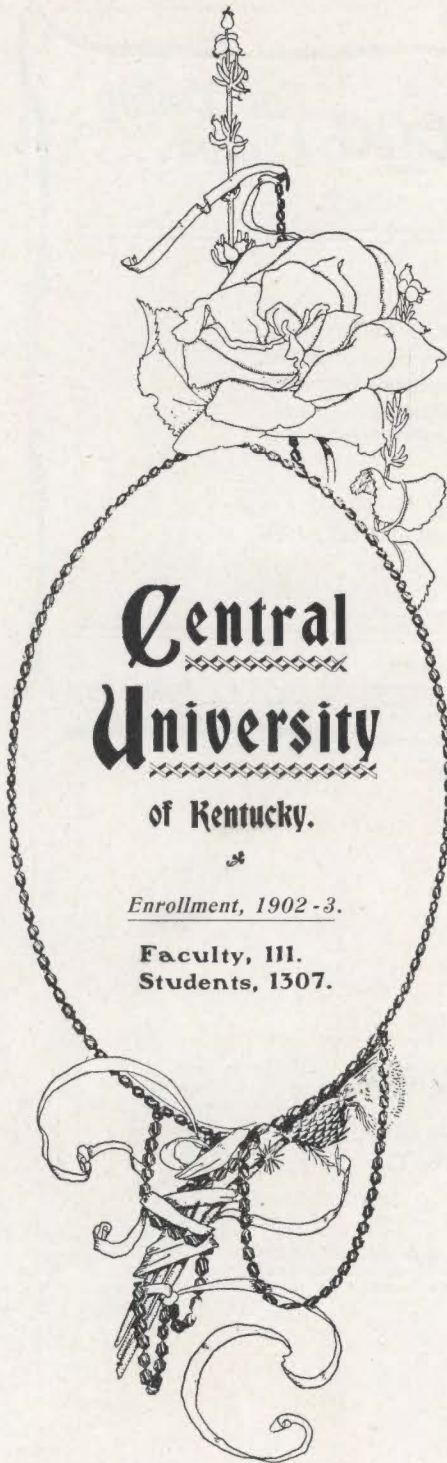 Central
University
of Kentucky.
Enrollment, 1902-3.
Faculty, 111.
Students, 1307.